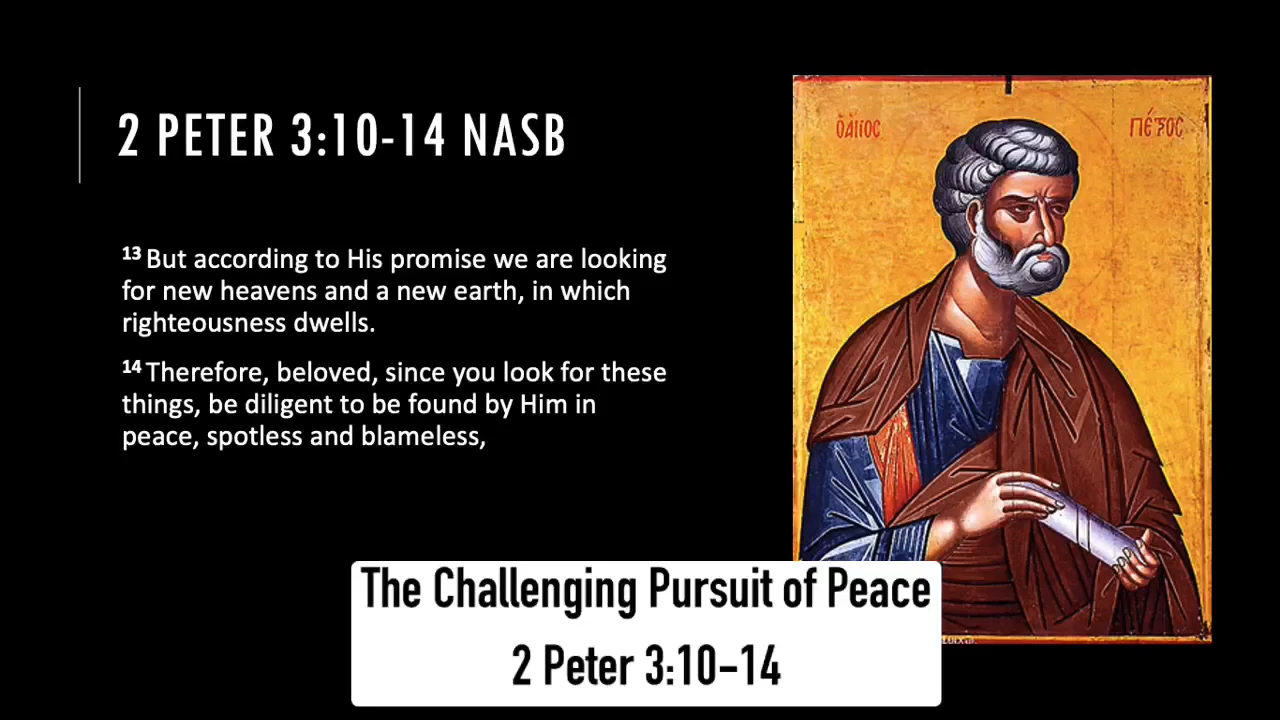 2 PETER 3:10-14 NASB
ὉἍΓΙΟC
ΠΈΤΡΟC
13 But according to His promise we are looking
for new heavens and a new earth, in which
righteousness dwells.
14 Therefore, beloved, since you look for these
things, be diligent to be found by Him in
peace, spotless and blameless,
The Challenging Pursuit of Peace
2 Peter 3:10–14